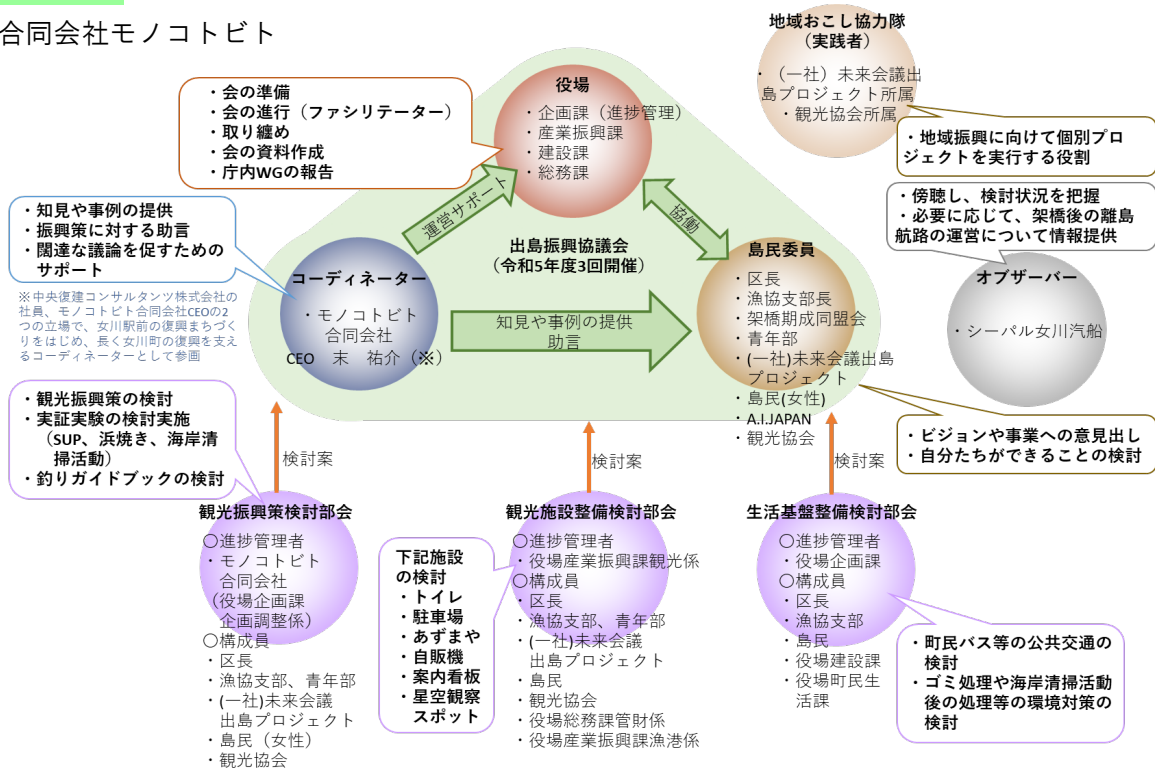 合同会社モノコトビト
地域おこし協力隊
（実践者）
・（一社）未来会議出
島プロジェクト所属
・観光協会所属
・地域振興に向けて個別プロ
ジェクトを実行する役割
・会の準備
・会の進行（ファシリテーター）
・取り纏め
・会の資料作成
・庁内WGの報告
役場
・企画課（進捗管理）
・産業振興課
・建設課
・総務課
・傍聴し、検討状況を把握
・必要に応じて、架橋後の離島
航路の運営について情報提供
オブザーバー
・シーパル女川汽船
・知見や事例の提供
・振興策に対する助言
・闊達な議論を促すための
サポート
※中央復建コンサルタンツ株式会社の
社員、モノコトビト合同会社CEOの2
つの立場で、女川駅前の復興まちづく
りをはじめ、長く女川町の復興を支え
るコーディネーターとして参画
運営サポート
協働
出島振興協議会
（令和5年度3回開催）
コーディネーター
・モノコトビト
合同会社
CEO　末　祐介（※）
知見や事例の提供
助言
島民委員
・区長
・漁協支部長
・架橋期成同盟会
・青年部
・(一社)未来会議出島
プロジェクト
・島民(女性)
・A.I.JAPAN
・観光協会
・ビジョンや事業への意見出し
・自分たちができることの検討
・観光振興策の検討
・実証実験の検討実施
（SUP、浜焼き、海岸清
掃活動）
・釣りガイドブックの検討
検討案
検討案
検討案
観光振興策検討部会
〇進捗管理者
・モノコトビト
合同会社
（役場企画課
企画調整係）
〇構成員
・区長
・漁協支部、青年部
・(一社)未来会議
出島プロジェクト
・島民（女性）
・観光協会
下記施設
の検討
・トイレ
・駐車場
・あずまや
・自販機
・案内看板
・星空観察
スポット
観光施設整備検討部会
〇進捗管理者
・役場産業振興課観光係
〇構成員
・区長
・漁協支部、青年部
・(一社)未来会議
出島プロジェクト
・島民
・観光協会
・役場総務課管財係
・役場産業振興課漁港係
生活基盤整備検討部会
〇進捗管理者
・役場企画課
〇構成員
・区長
・漁協支部
・島民
・役場建設課
・役場町民生
活課
・町民バス等の公共交通の
検討
・ゴミ処理や海岸清掃活動
後の処理等の環境対策の
検討